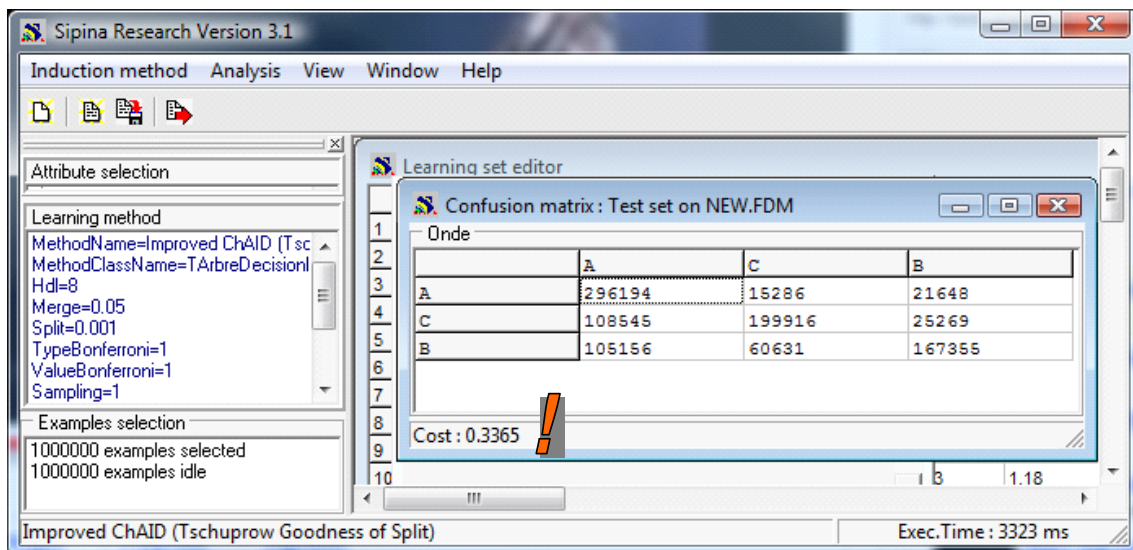 Sipina Research Version 3.1
Induction method Analysis View Window Help
Attribute selection
Learning method
MethodName=Improved ChAID (Tsc
MethodClassName=TArbreDecisionI
Hdl=8
Merge=0.05
Split=0.001
TypeBonferroni=1
ValueBonferroni=1
Sampling=1
Examples selection
1000000 examples selected
1000000 examples idle
Learning set editor
1
2
3
4
5
6
7
8
9
10
Confusion matrix : Test set on NEW.FDM
Onde
A C B
A 296194 15286 21648
C 108545 199916 25269
B 105156 60631 167355
Cost : 0.3365
!
3 1.18
Improved ChAID (Tschuprow Goodness of Split) Exec.Time : 3323 ms